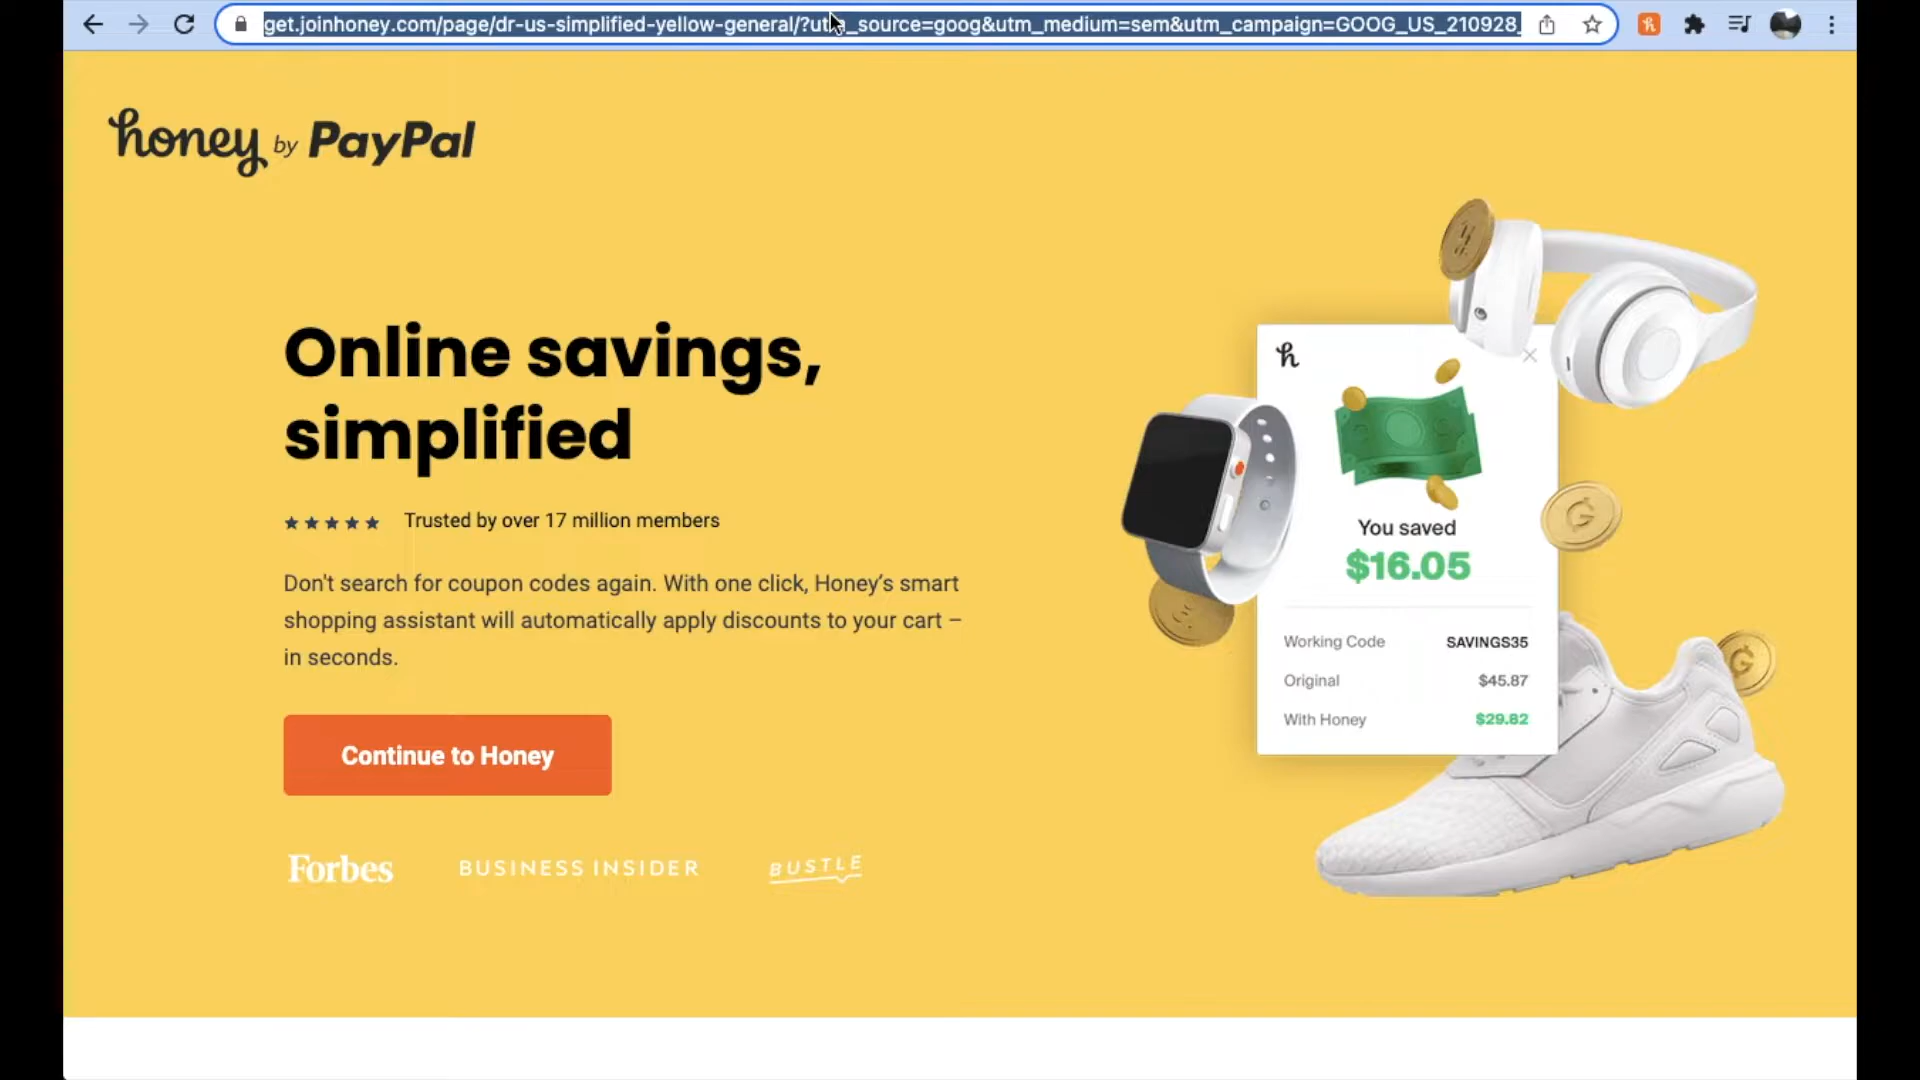 get.joinhoney.com/page/dr-us-simplified-yellow-general/?utm_source=goog&utm_medium=sem&utm_campaign=GOOG_US_210928_
honey by PayPal
Online savings,
simplified
Trusted by over 17 million members
Don't search for coupon codes again. With one click, Honey's smart
shopping assistant will automatically apply discounts to your cart –
in seconds.
Continue to Honey
Forbes
BUSINESS INSIDER
BUSTLE
h
You saved
$16.05
Working Code SAVINGS35
Original $45.87
With Honey $29.82